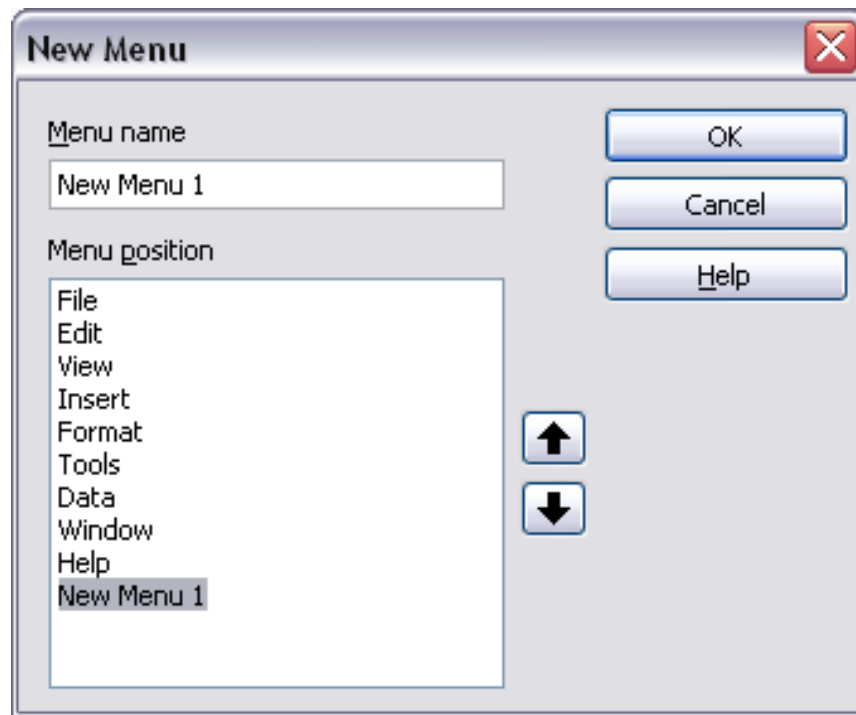 New Menu
Menu name
New Menu 1
OK
Cancel
Help
Menu position
File
Edit
View
Insert
Format
Tools
Data
Window
Help
New Menu 1